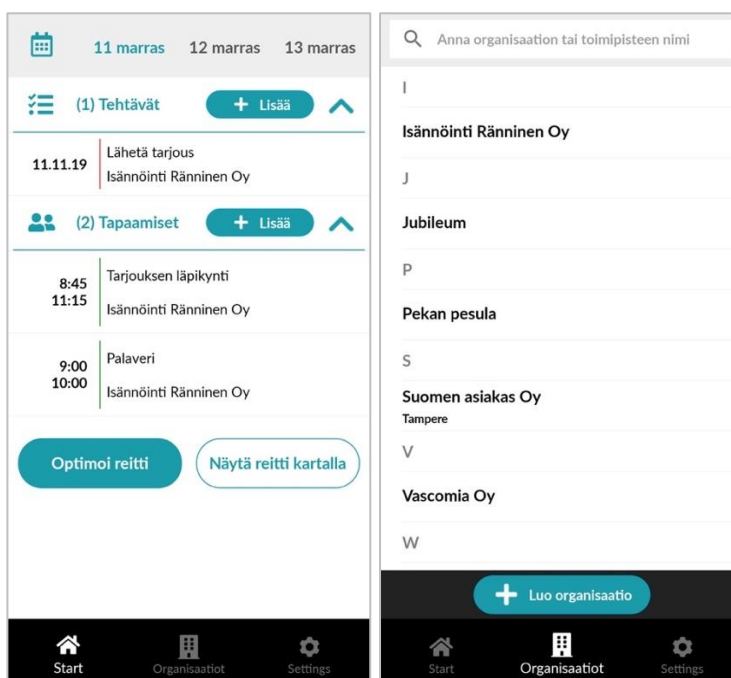 11 marras 12 marras 13 marras
(1) Tehtävät + Lisää
11.11.19
Lähetä tarjous
Isännöinti Ränninen Oy
(2) Tapaamiset + Lisää
8:45
11:15
Tarjouksen läpikynti
Isännöinti Ränninen Oy
9:00
10:00
Palaveri
Isännöinti Ränninen Oy
Optimoi reitti
Näytä reitti kartalla
Start Organisaatiot Settings
Anna organisaation tai toimipisteen nimi
I
Isännöinti Ränninen Oy
J
Jubileum
P
Pekan pesula
S
Suomen asiakas Oy
Tampere
V
Vascomia Oy
W
+ Luo organisaatio
Start Organisaatiot Settings